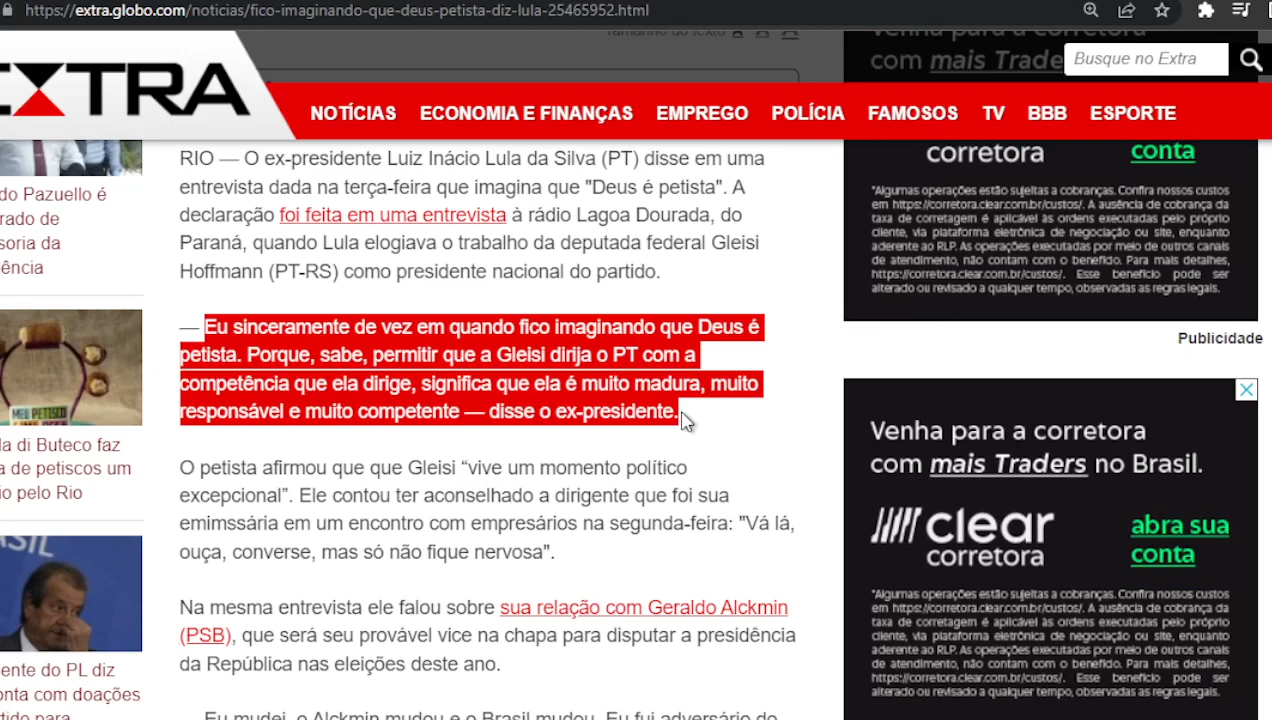 https://extra.globo.com/noticias/fico-imaginando-que-deus-petista-diz-lula-25465952.html
EXTRA
Busque no Extra
NOTÍCIAS ECONOMIA E FINANÇAS EMPREGO POLÍCIA FAMOSOS TV BBB ESPORTE
do Pazuello é
rado de
soria da
ência
MEU PETISCO
la di Buteco faz
a de petiscos um
io pelo Rio
ASIL
ente do PL diz
onta com doações
RIO — O ex-presidente Luiz Inácio Lula da Silva (PT) disse em uma
entrevista dada na terça-feira que imagina que "Deus é petista". A
declaração foi feita em uma entrevista à rádio Lagoa Dourada, do
Paraná, quando Lula elogiava o trabalho da deputada federal Gleisi
Hoffmann (PT-RS) como presidente nacional do partido.
— Eu sinceramente de vez em quando fico imaginando que Deus é
petista. Porque, sabe, permitir que a Gleisi dirija o PT com a
competência que ela dirige, significa que ela é muito madura, muito
responsável e muito competente — disse o ex-presidente.
O petista afirmou que que Gleisi “vive um momento político
excepcional”. Ele contou ter aconselhado a dirigente que foi sua
emimssária em um encontro com empresários na segunda-feira: "Vá lá,
ouça, converse, mas só não fique nervosa".
Na mesma entrevista ele falou sobre sua relação com Geraldo Alckmin
(PSB), que será seu provável vice na chapa para disputar a presidência
da República nas eleições deste ano.
Eu mudei, o Alckmin mudou e o Brasil mudou. Eu fui adversário do
com mais Trade
corretora conta
*Algumas operações estão sujeitas a cobranças. Confira nossos custos
em https://corretora.clear.com.br/custos/. A ausência de cobrança da
taxa de corretagem é aplicável às ordens executadas pelo próprio
cliente, via plataforma eletrônica de negociação ou site, enquanto
aderente ao RLP. As operações executadas por meio de outros canais
de atendimento, não contam com o benefício. Para mais detalhes,
https://corretora.clear.com.br/custos/. Esse benefício pode ser
alterado ou revisado a qualquer tempo, observadas as regras legais.
Publicidade
Venha para a corretora
com mais Traders no Brasil.
clear corretora
abra sua
conta
*Algumas operações estão sujeitas a cobranças. Confira nossos custos
em https://corretora.clear.com.br/custos/. A ausência de cobrança da
taxa de corretagem é aplicável às ordens executadas pelo próprio
cliente, via plataforma eletrônica de negociação ou site, enquanto
aderente ao RLP. As operações executadas por meio de outros canais
de atendimento, não contam com o benefício. Para mais detalhes,
https://corretora.clear.com.br/custos/. Esse benefício pode ser
alterado ou revisado a qualquer tempo, observadas as regras legais.